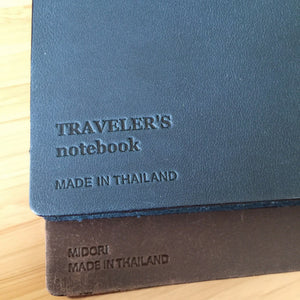 TRAVELER'S
notebook
MADE IN THAILAND
MIDORI
MADE IN THAILAND